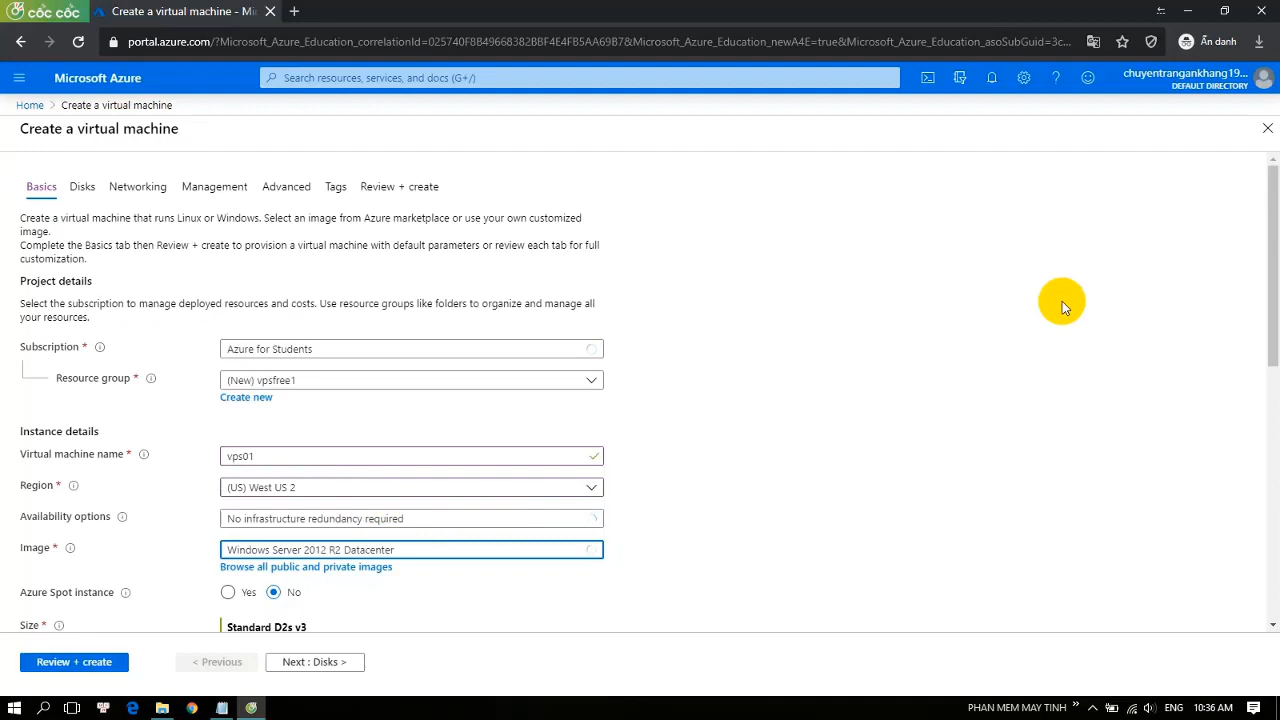 cốc cốc
Create a virtual machine - Mi
portal.azure.com/?Microsoft_Azure_Education_correlationId=025740F8B49668382BBF4E4FB5AA69B7&Microsoft_Azure_Education_newA4E=true&Microsoft_Azure_Education_asoSubGuid=3c...
Ẩn danh
Microsoft Azure
Search resources, services, and docs (G+/)
chuyentrangankhang19...
DEFAULT DIRECTORY
Home > Create a virtual machine
Create a virtual machine
Basics Disks Networking Management Advanced Tags Review + create
Create a virtual machine that runs Linux or Windows. Select an image from Azure marketplace or use your own customized
image.
Complete the Basics tab then Review + create to provision a virtual machine with default parameters or review each tab for full
customization.
Project details
Select the subscription to manage deployed resources and costs. Use resource groups like folders to organize and manage all
your resources.
Subscription * Azure for Students
Resource group * (New) vpsfree1
Create new
Instance details
Virtual machine name * vps01
Region * (US) West US 2
Availability options No infrastructure redundancy required
Image * Windows Server 2012 R2 Datacenter
Browse all public and private images
Azure Spot instance Yes No
Size * Standard D2s v3
Review + create < Previous Next : Disks >
PHAN MEM MAY TINH » ENG 10:36 AM